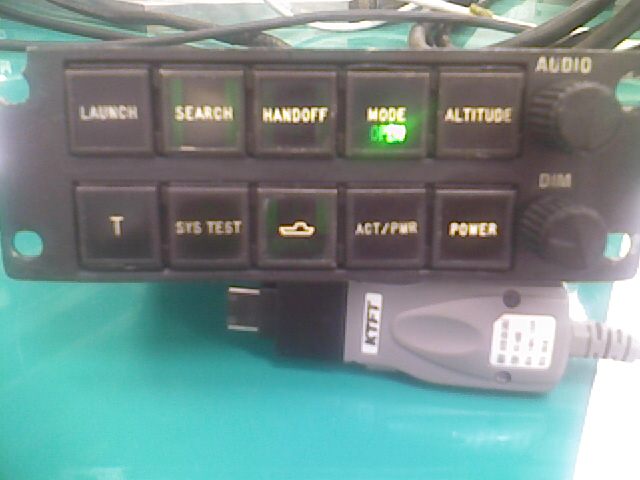 AUDIO
LAUNCH
SEARCH
HANDOFF
MODE
ALTITUDE
DIM
T
SYS TEST
ACT/PWR
POWER
KTFT